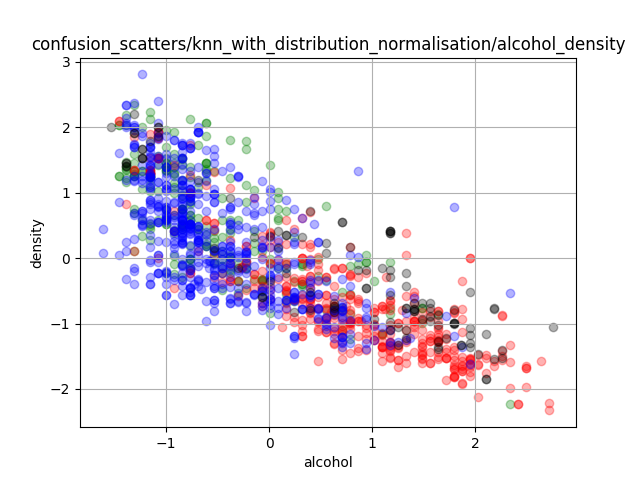 confusion_scatters/knn_with_distribution_normalisation/alcohol_density
3
2
1
0
−1
−2
density
−1 0 1 2
alcohol